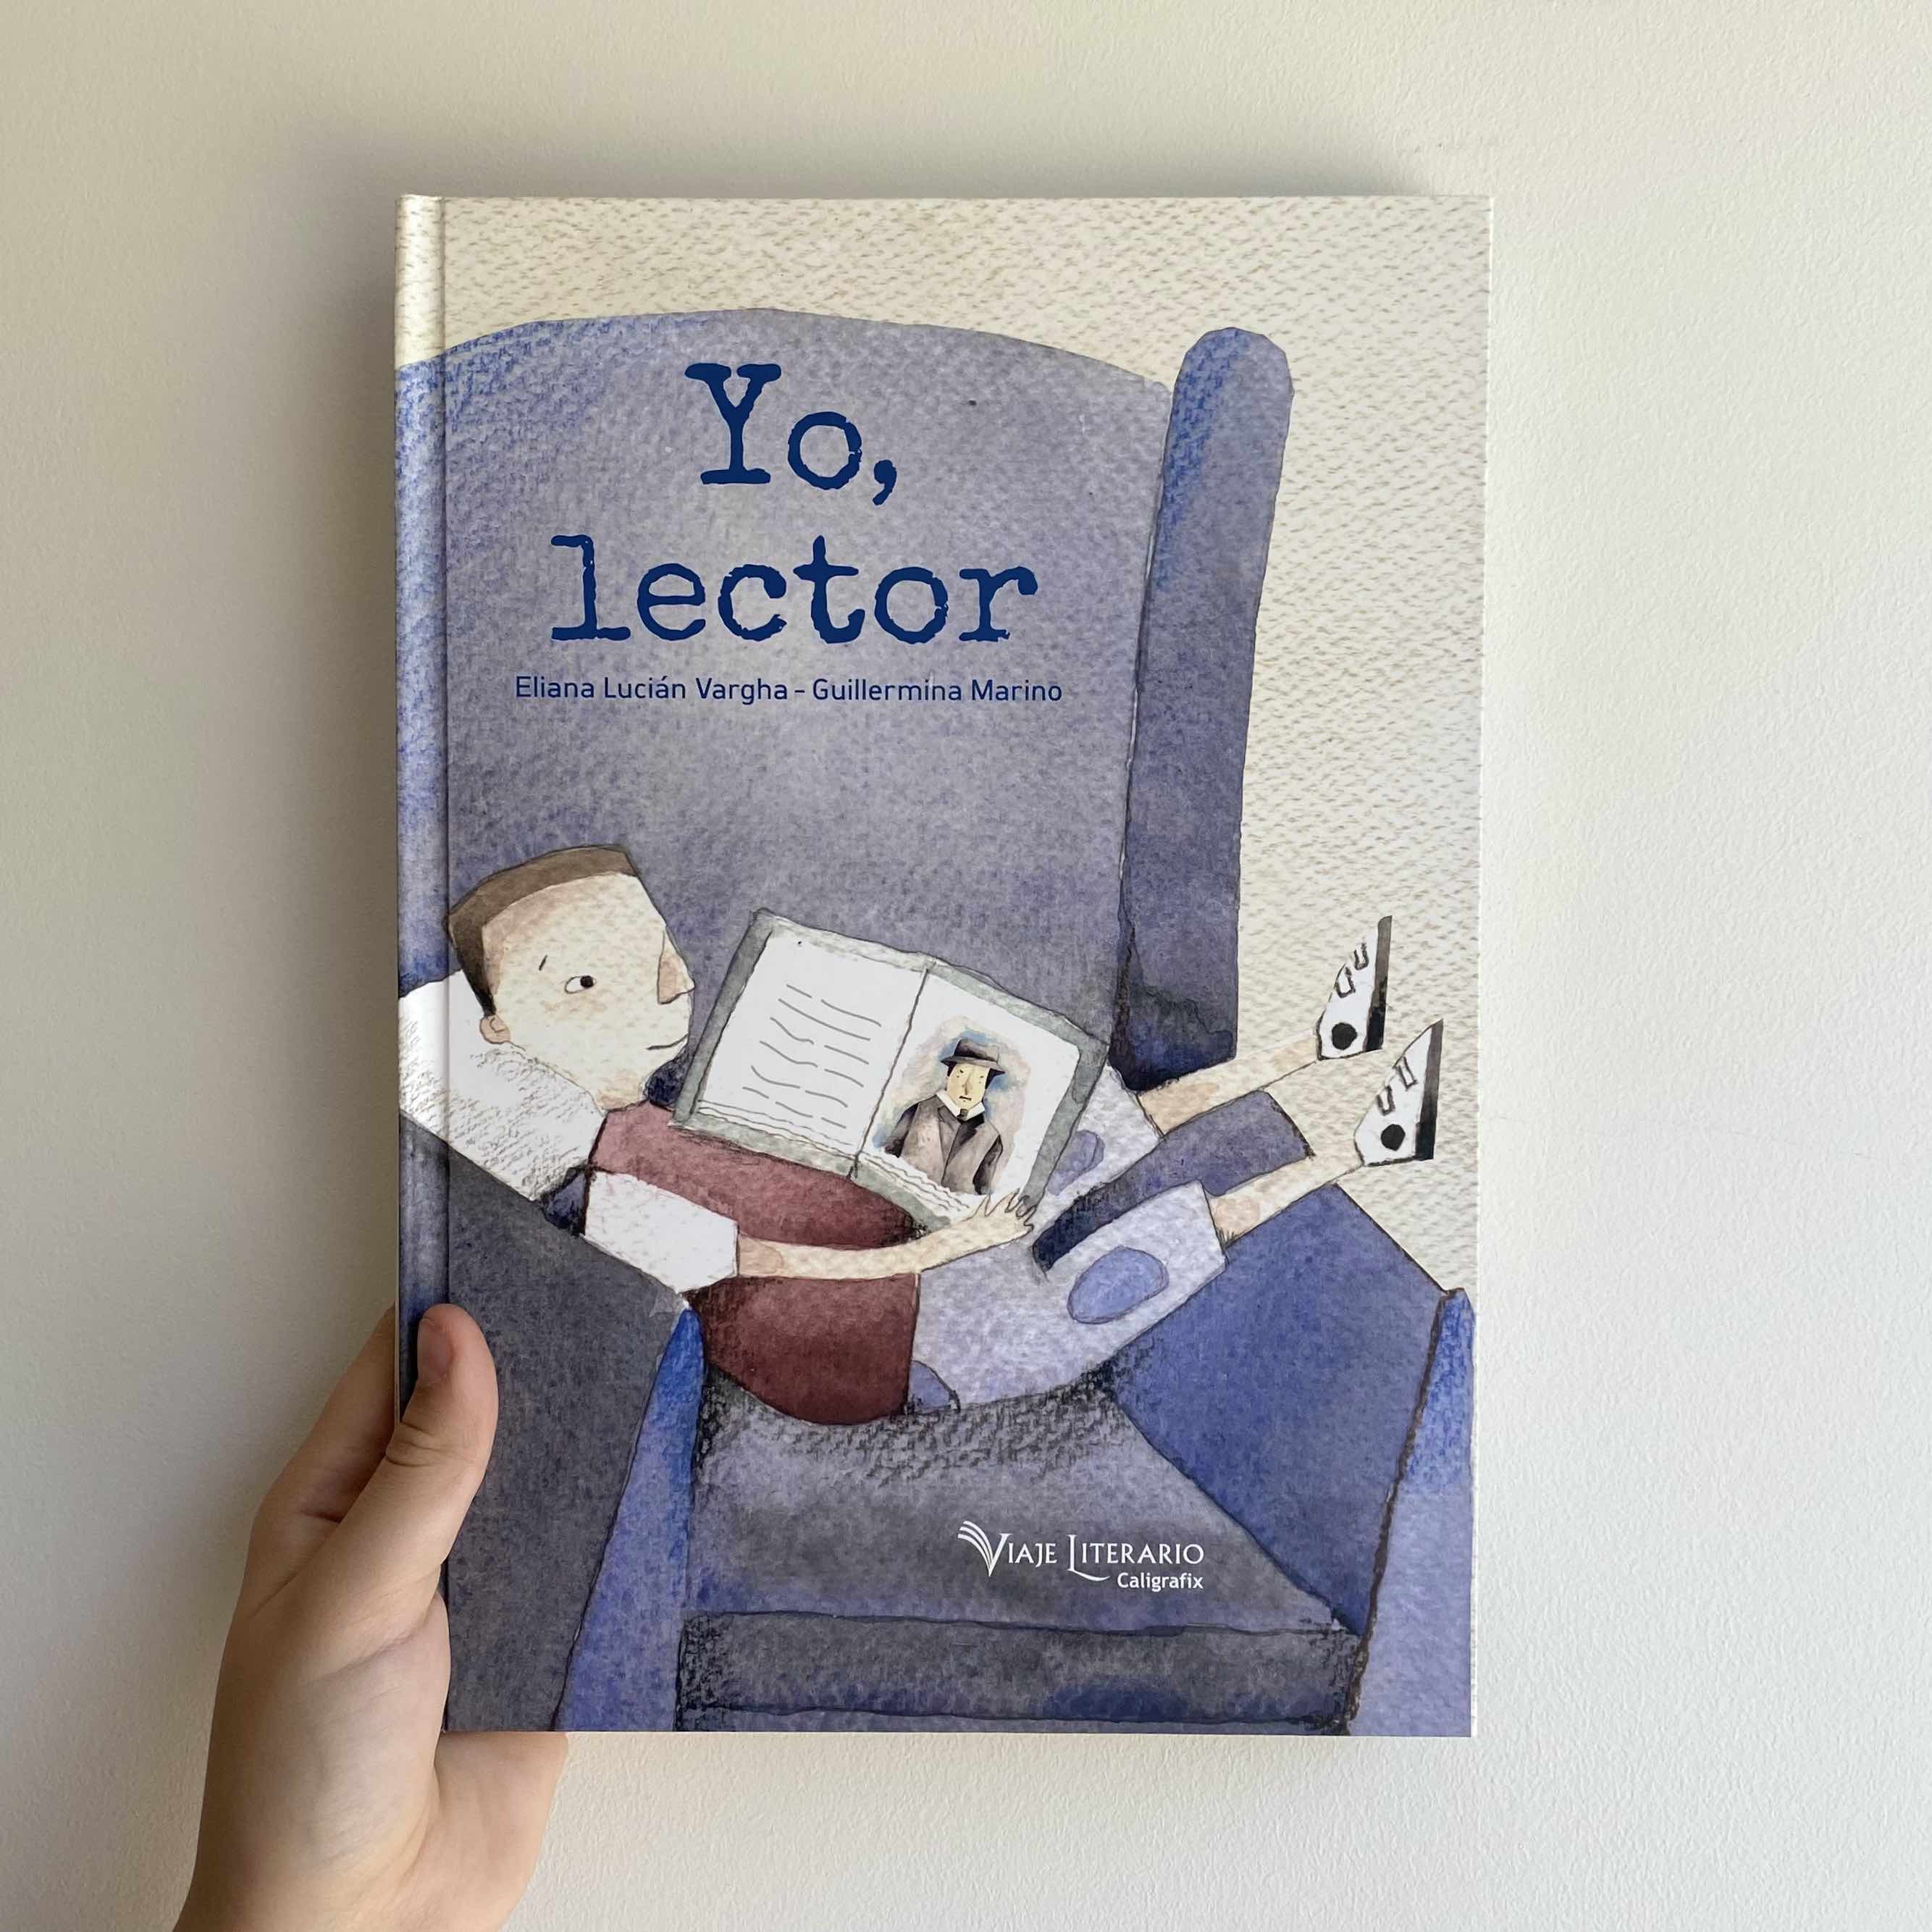 Yo,
lector
Eliana Lucián Vargha - Guillermina Marino
VIAJE LITERARIO
Caligrafix